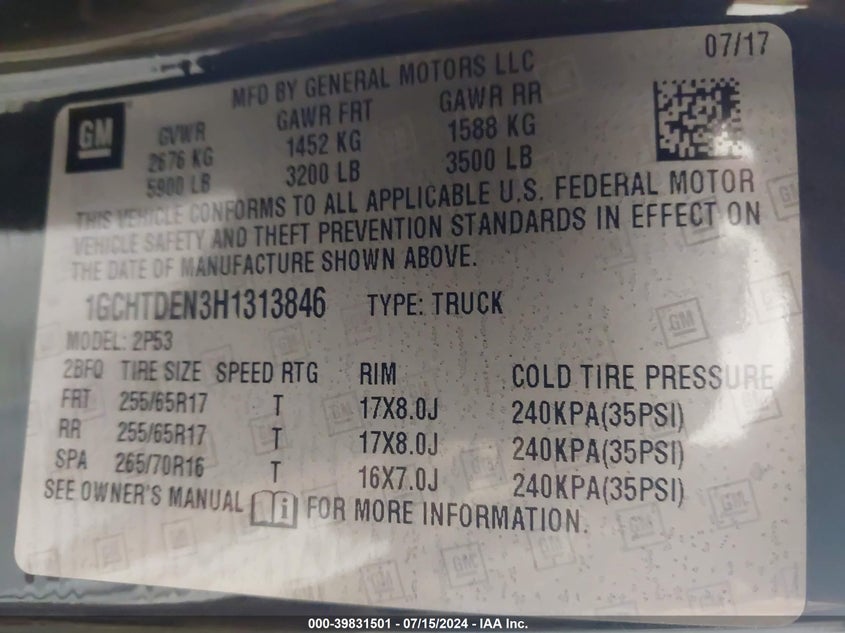 07/17
MFD BY GENERAL MOTORS LLC
GM
GVWR GAWR FRT GAWR RR
2676 KG 1452 KG 1588 KG
5900 LB 3200 LB 3500 LB
THIS VEHICLE CONFORMS TO ALL APPLICABLE U.S. FEDERAL MOTOR
VEHICLE SAFETY AND THEFT PREVENTION STANDARDS IN EFFECT ON
THE DATE OF MANUFACTURE SHOWN ABOVE.
1GCHTDEN3H1313846 TYPE: TRUCK
MODEL: 2P53
2BFQ TIRE SIZE SPEED RTG RIM COLD TIRE PRESSURE
FRT 255/65R17 T 17X8.0J 240KPA(35PSI)
RR 255/65R17 T 17X8.0J 240KPA(35PSI)
SPA 265/70R16 T 16X7.0J 240KPA(35PSI)
SEE OWNER'S MANUAL FOR MORE INFORMATION.
000-39831501 - 07/15/2024 - IAA Inc.